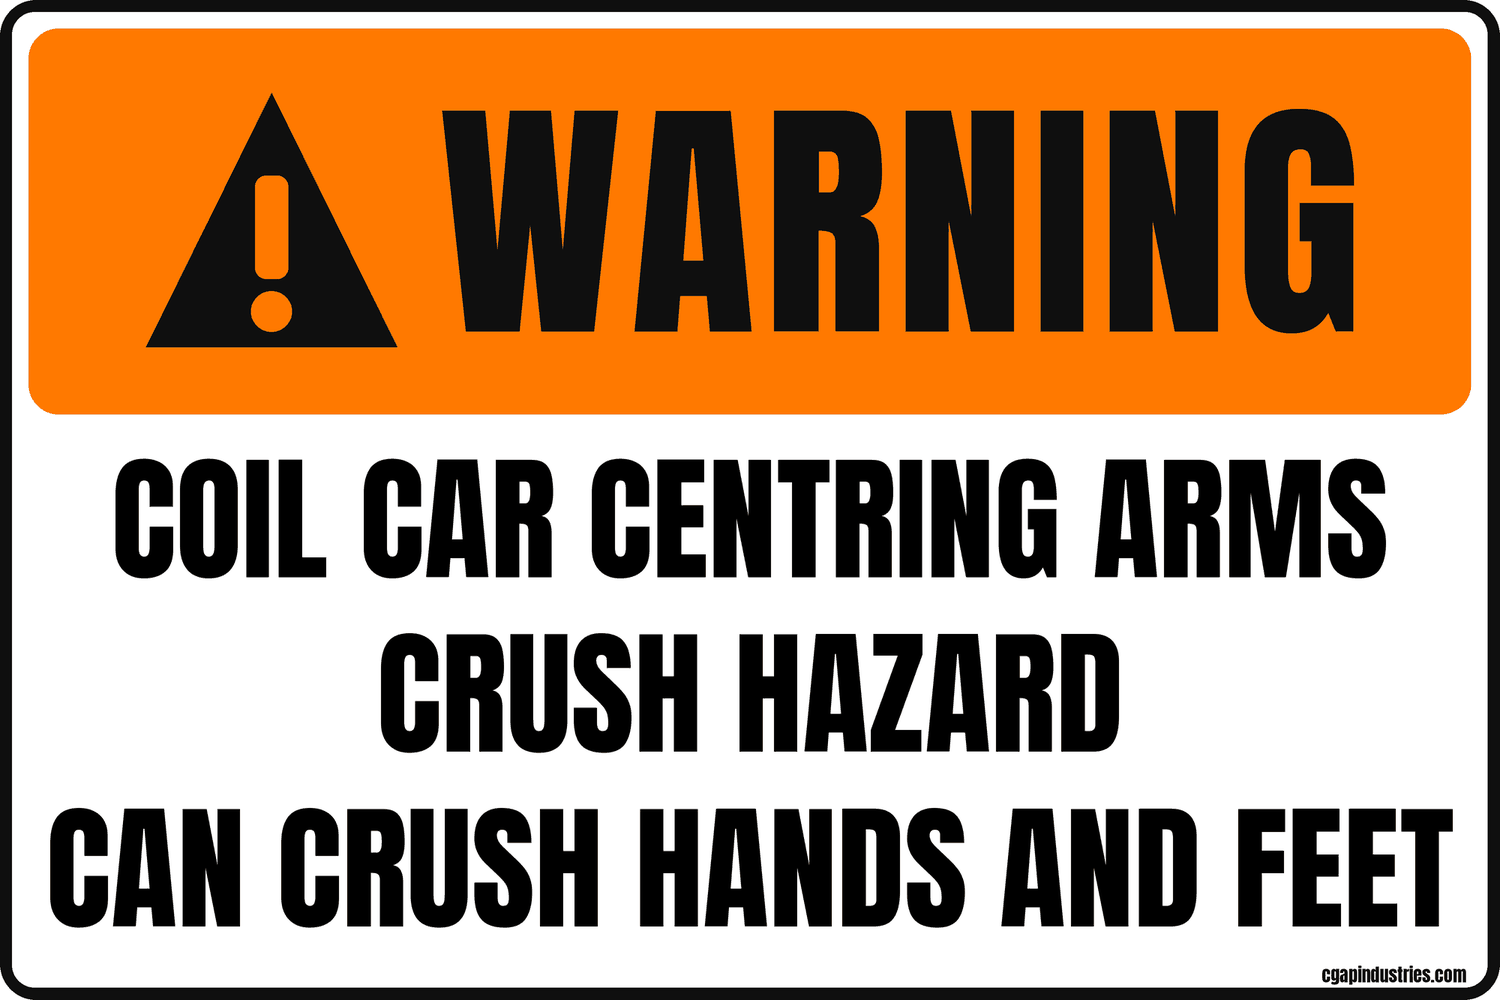 WARNING
COIL CAR CENTRING ARMS
CRUSH HAZARD
CAN CRUSH HANDS AND FEET
cgapindustries.com